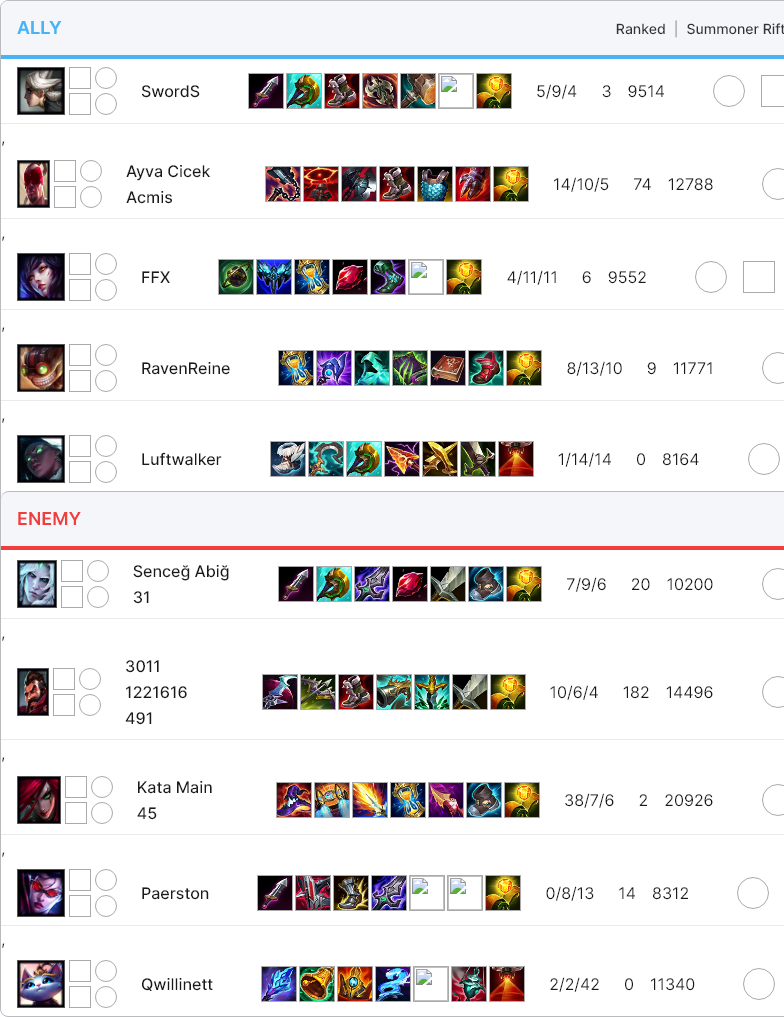 ALLY
Ranked | Summoner Rift
SwordS 5/9/4 3 9514
,
Ayva Cicek
Acmis
14/10/5 74 12788
,
FFX 4/11/11 6 9552
,
RavenReine 8/13/10 9 11771
,
Luftwalker 1/14/14 0 8164
ENEMY
Senceğ Abiğ
31
7/9/6 20 10200
,
3011
1221616
491
10/6/4 182 14496
,
Kata Main
45
38/7/6 2 20926
,
Paerston 0/8/13 14 8312
,
Qwillinett 2/2/42 0 11340